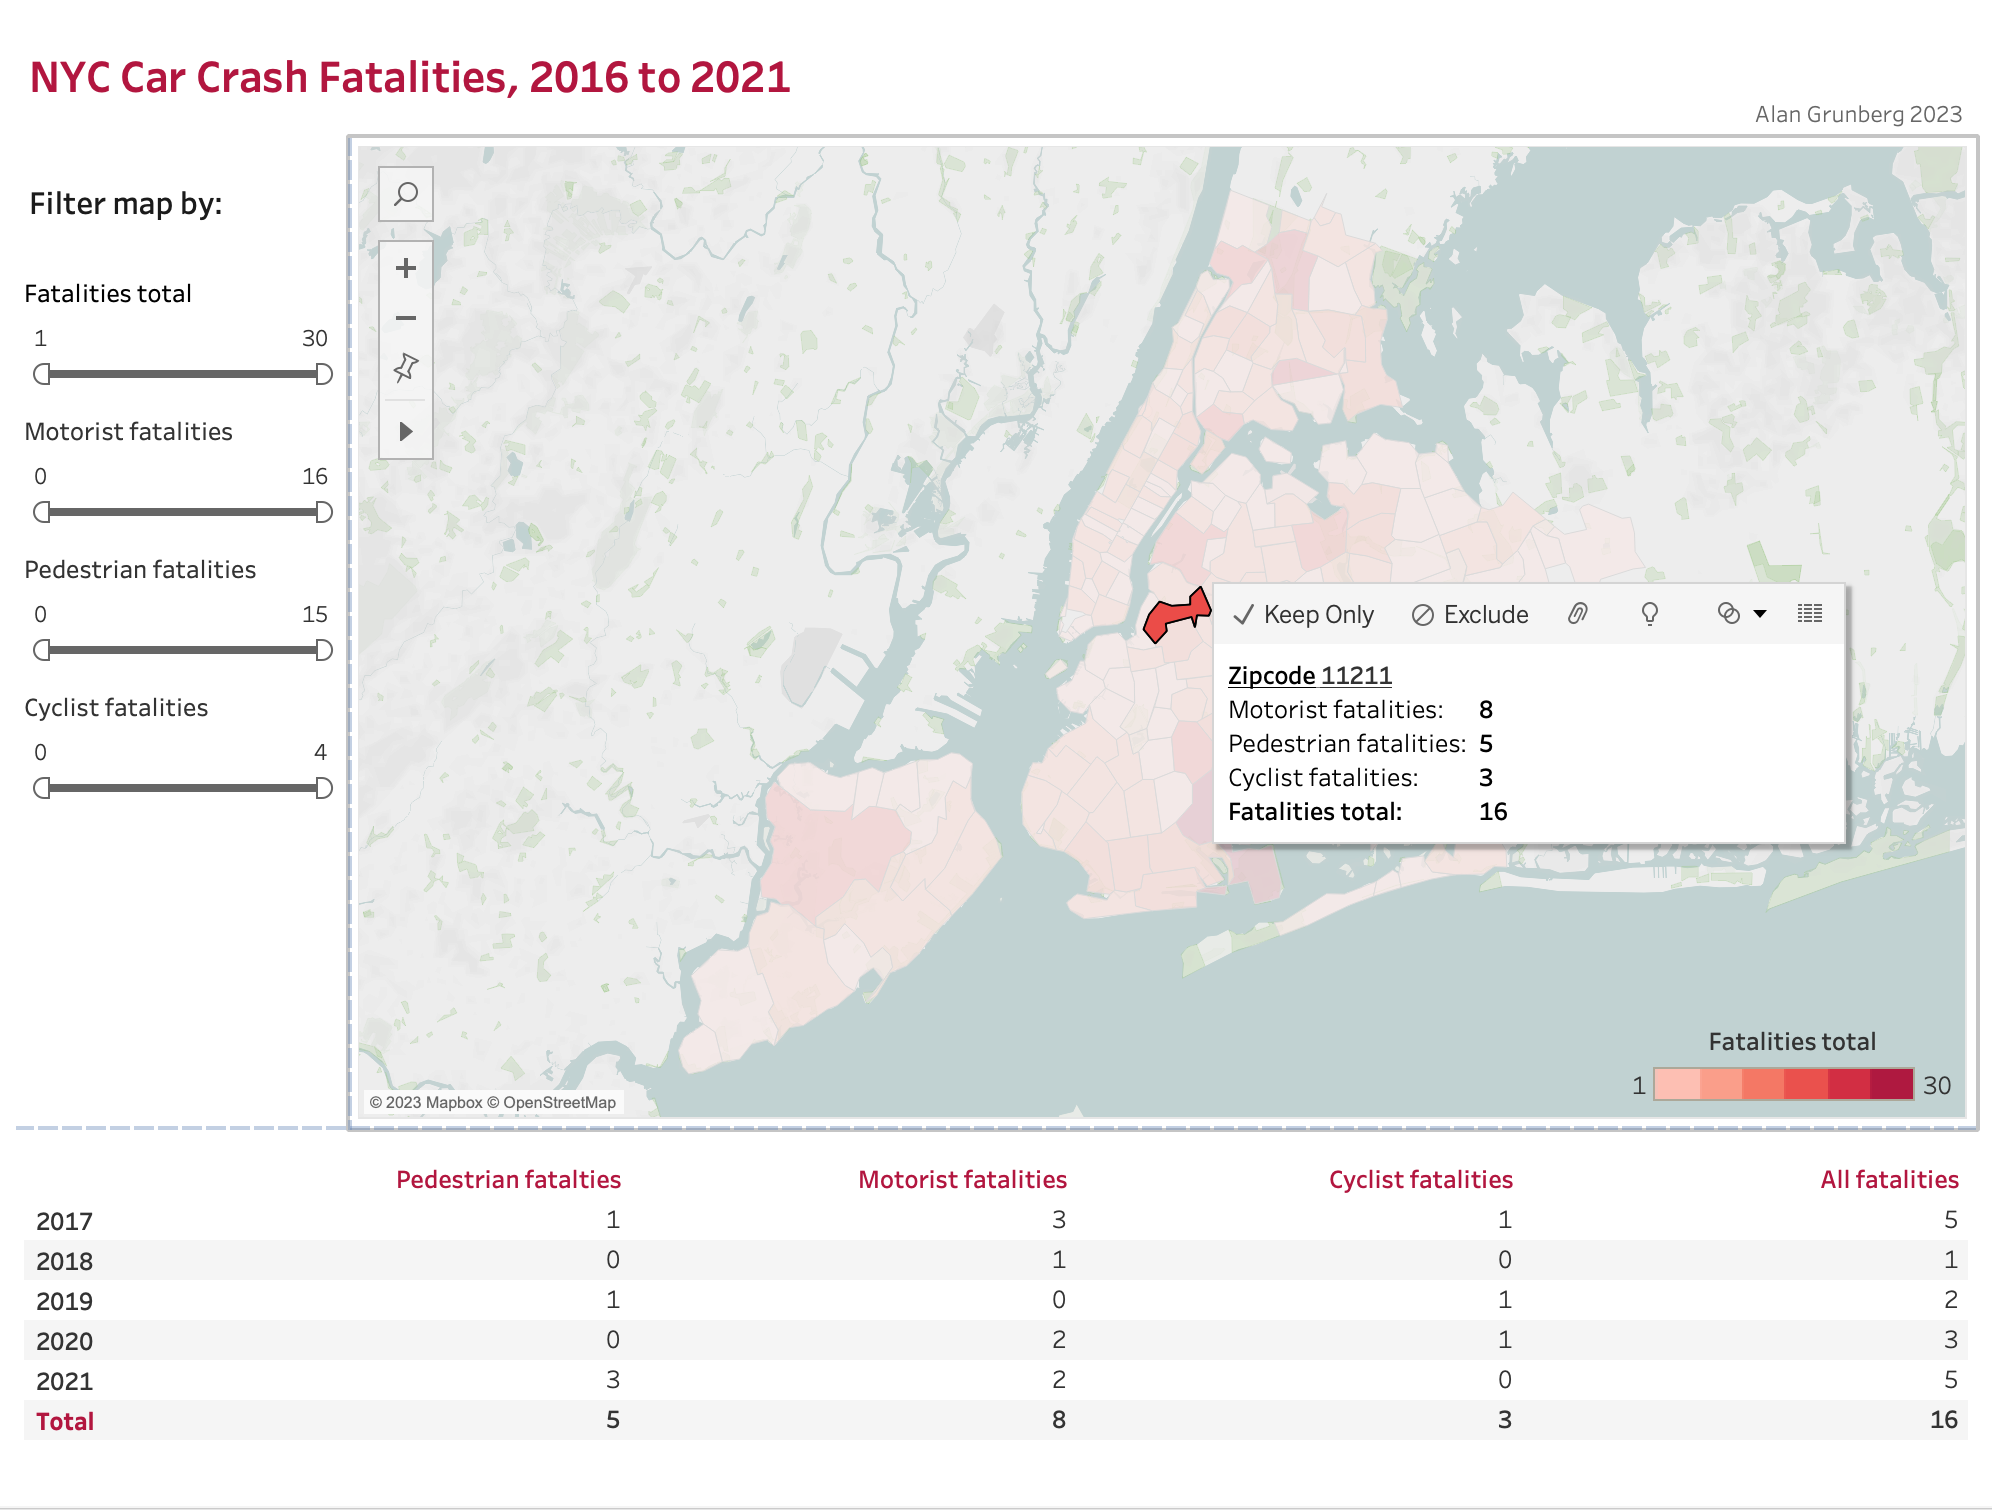 NYC Car Crash Fatalities, 2016 to 2021
Alan Grunberg 2023
Filter map by:
Fatalities total
1 30
Motorist fatalities
0 16
Pedestrian fatalities
0 15
Cyclist fatalities
0 4
Keep Only Exclude
Zipcode 11211
Motorist fatalities: 8
Pedestrian fatalities: 5
Cyclist fatalities: 3
Fatalities total: 16
Fatalities total
1 30
© 2023 Mapbox © OpenStreetMap
Pedestrian fatalties Motorist fatalities Cyclist fatalities All fatalities
2017 1 3 1 5
2018 0 1 0 1
2019 1 0 1 2
2020 0 2 1 3
2021 3 2 0 5
Total 5 8 3 16